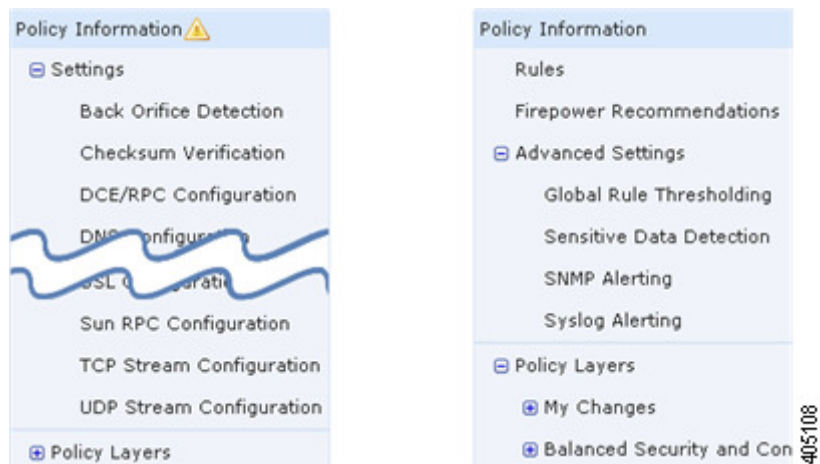 Policy Information
Settings
Back Orifice Detection
Checksum Verification
DCE/RPC Configuration
Sun RPC Configuration
TCP Stream Configuration
UDP Stream Configuration
Policy Layers
Policy Information
Rules
Firepower Recommendations
Advanced Settings
Global Rule Thresholding
Sensitive Data Detection
SNMP Alerting
Syslog Alerting
Policy Layers
My Changes
Balanced Security and Con
405108